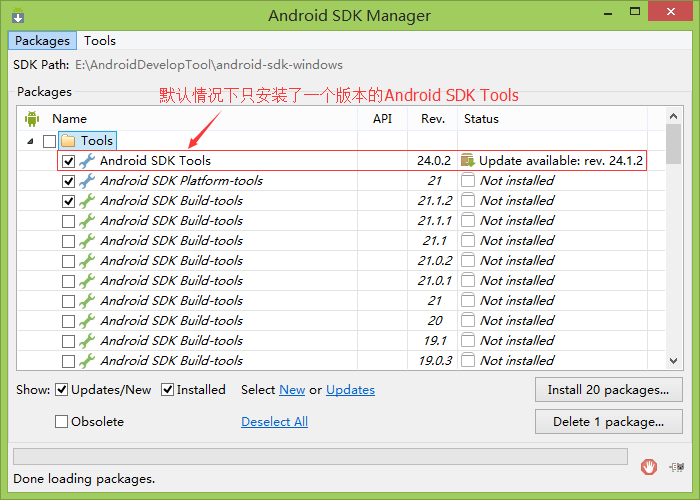 Android SDK Manager
Packages Tools
SDK Path: E:\AndroidDevelopTool\android-sdk-windows
Packages
默认情况下只安装了一个版本的Android SDK Tools
Name API Rev. Status
Tools
Android SDK Tools 24.0.2 Update available: rev. 24.1.2
Android SDK Platform-tools 21 Not installed
Android SDK Build-tools 21.1.2 Not installed
Android SDK Build-tools 21.1.1 Not installed
Android SDK Build-tools 21.1 Not installed
Android SDK Build-tools 21.0.2 Not installed
Android SDK Build-tools 21.0.1 Not installed
Android SDK Build-tools 21 Not installed
Android SDK Build-tools 20 Not installed
Android SDK Build-tools 19.1 Not installed
Android SDK Build-tools 19.0.3 Not installed
Show: Updates/New Installed Select New or Updates Install 20 packages...
Obsolete Deselect All Delete 1 package...
Done loading packages.